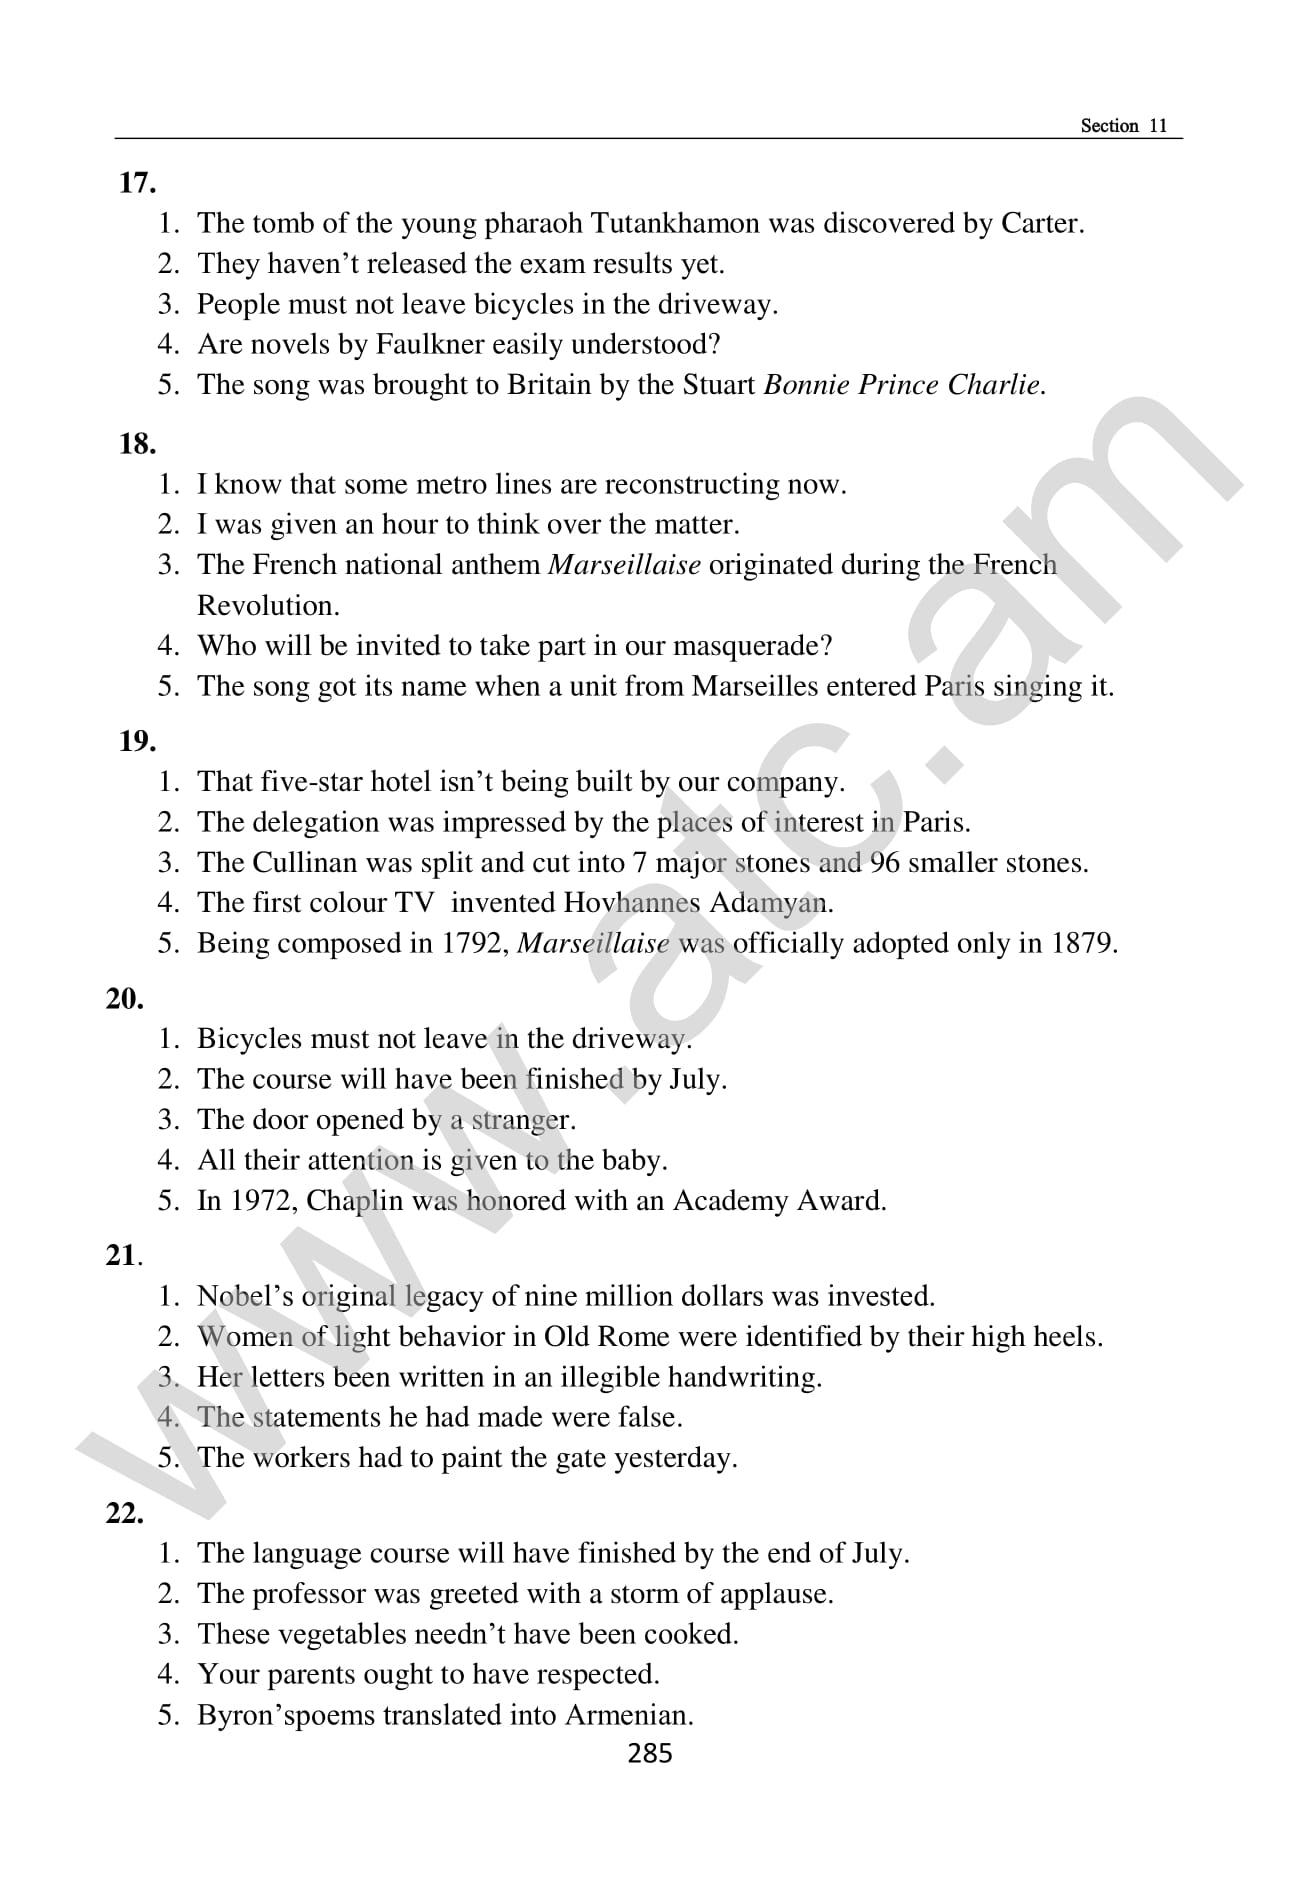 Section 11
17.
1. The tomb of the young pharaoh Tutankhamon was discovered by Carter.
2. They haven’t released the exam results yet.
3. People must not leave bicycles in the driveway.
4. Are novels by Faulkner easily understood?
5. The song was brought to Britain by the Stuart Bonnie Prince Charlie.
18.
1. I know that some metro lines are reconstructing now.
2. I was given an hour to think over the matter.
3. The French national anthem Marseillaise originated during the French
Revolution.
4. Who will be invited to take part in our masquerade?
5. The song got its name when a unit from Marseilles entered Paris singing it.
19.
1. That five-star hotel isn’t being built by our company.
2. The delegation was impressed by the places of interest in Paris.
3. The Cullinan was split and cut into 7 major stones and 96 smaller stones.
4. The first colour TV invented Hovhannes Adamyan.
5. Being composed in 1792, Marseillaise was officially adopted only in 1879.
20.
1. Bicycles must not leave in the driveway.
2. The course will have been finished by July.
3. The door opened by a stranger.
4. All their attention is given to the baby.
5. In 1972, Chaplin was honored with an Academy Award.
21.
1. Nobel’s original legacy of nine million dollars was invested.
2. Women of light behavior in Old Rome were identified by their high heels.
3. Her letters been written in an illegible handwriting.
4. The statements he had made were false.
5. The workers had to paint the gate yesterday.
22.
1. The language course will have finished by the end of July.
2. The professor was greeted with a storm of applause.
3. These vegetables needn’t have been cooked.
4. Your parents ought to have respected.
5. Byron’spoems translated into Armenian.
285
www.atc.am